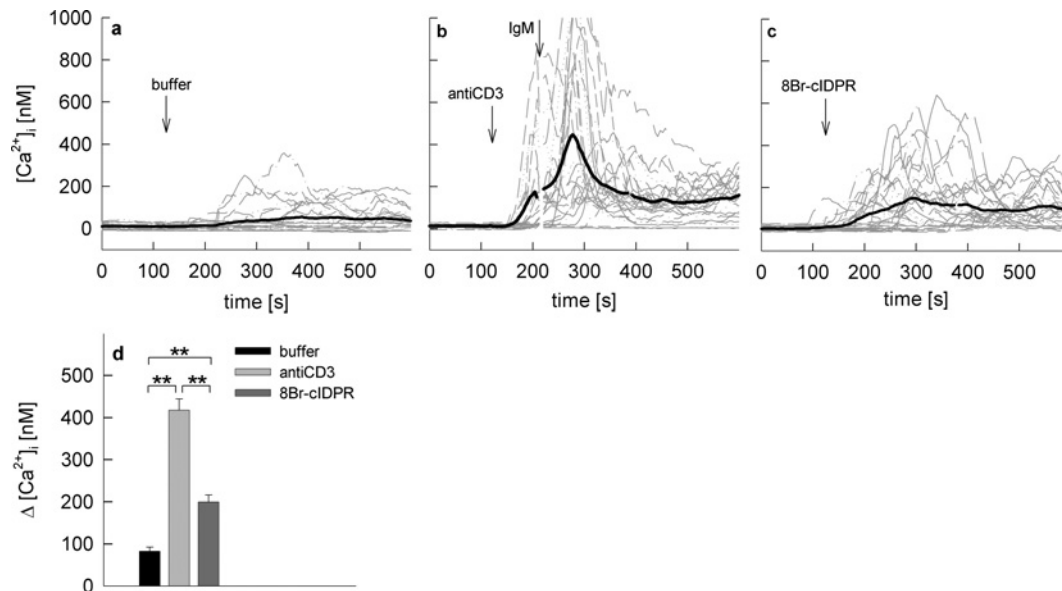 a
1000
800
600
400
200
0
[Ca²⁺]ᵢ [nM]
buffer
0 100 200 300 400 500
time [s]
b
IgM
antiCD3
0 100 200 300 400 500
time [s]
c
8Br-cIDPR
0 100 200 300 400 500
time [s]
d
500
400
300
200
100
0
Δ [Ca²⁺]ᵢ [nM]
**
** **
buffer
antiCD3
8Br-cIDPR